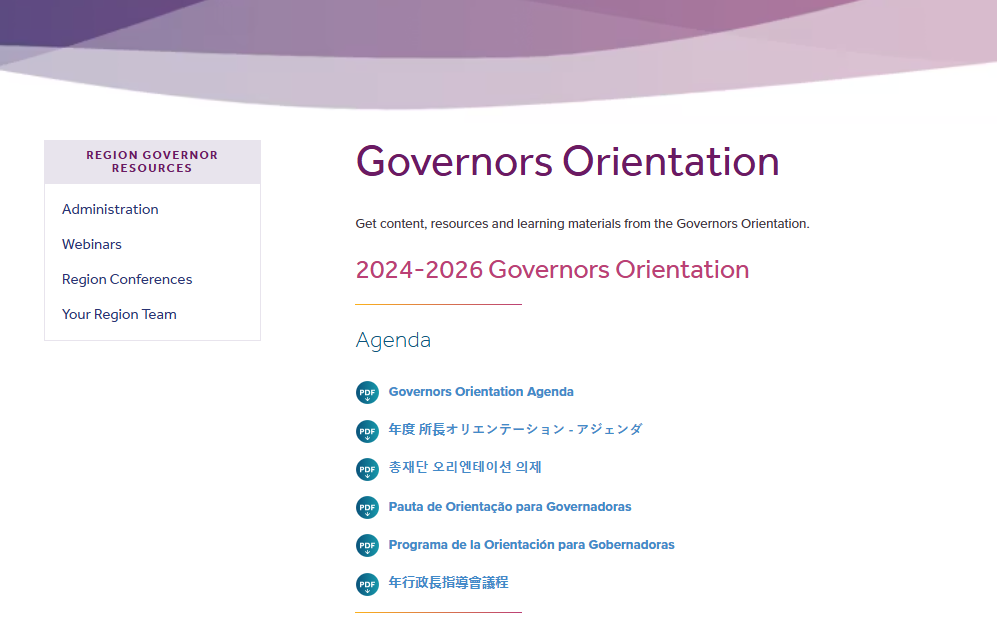 REGION GOVERNOR
RESOURCES
Administration
Webinars
Region Conferences
Your Region Team
Governors Orientation
Get content, resources and learning materials from the Governors Orientation.
2024-2026 Governors Orientation
Agenda
PDF Governors Orientation Agenda
PDF 年度 所長オリエンテーション - アジェンダ
PDF 총재단 오리엔테이션 의제
PDF Pauta de Orientação para Governadoras
PDF Programa de la Orientación para Gobernadoras
PDF 年行政長指導會議程